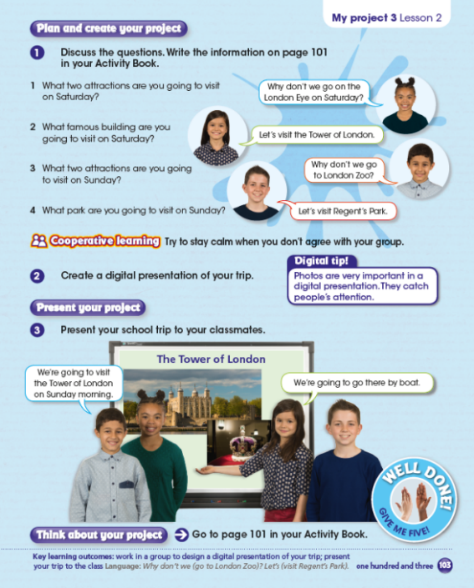 My project 3 Lesson 2
Plan and create your project
1 Discuss the questions. Write the information on page 101
in your Activity Book.
1 What two attractions are you going to visit
on Saturday?
Why don't we go on the
London Eye on Saturday?
2 What famous building are you
going to visit on Saturday?
Let's visit the Tower of London.
3 What two attractions are you going
to visit on Sunday?
Why don't we go
to London Zoo?
4 What park are you going to visit on Sunday?
Let's visit Regent's Park.
Cooperative learning Try to stay calm when you don't agree with your group.
2 Create a digital presentation of your trip.
Digital tip!
Photos are very important in a
digital presentation. They catch
people's attention.
Present your project
3 Present your school trip to your classmates.
The Tower of London
We're going to visit
the Tower of London
on Sunday morning.
We're going to go there by boat.
WELL DONE!
GIVE ME FIVE!
Think about your project Go to page 101 in your Activity Book.
Key learning outcomes: work in a group to design a digital presentation of your trip; present
your trip to the class Language: Why don't we (go to London Zoo)? Let's (visit Regent's Park).
one hundred and three 103